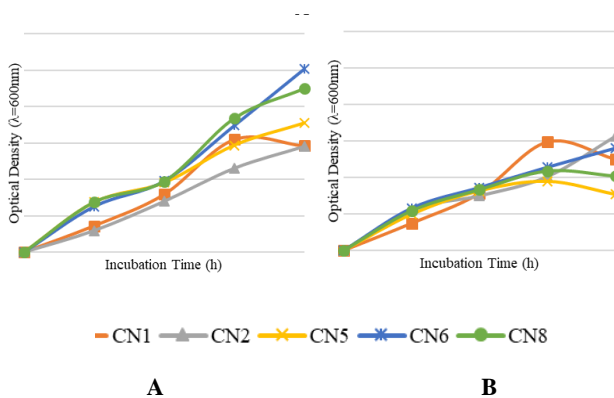 Optical Density (λ=600nm)
Incubation Time (h)
Optical Density (λ=600nm)
Incubation Time (h)
CN1 CN2 CN5 CN6 CN8
A B